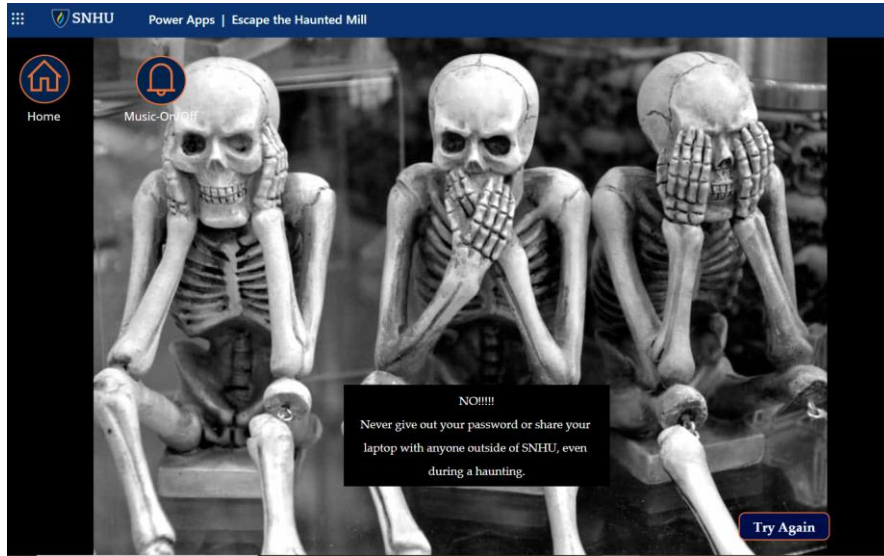 SNHU Power Apps | Escape the Haunted Mill
Home
Music-On/Off
NO!!!!!
Never give out your password or share your
laptop with anyone outside of SNHU, even
during a haunting.
Try Again